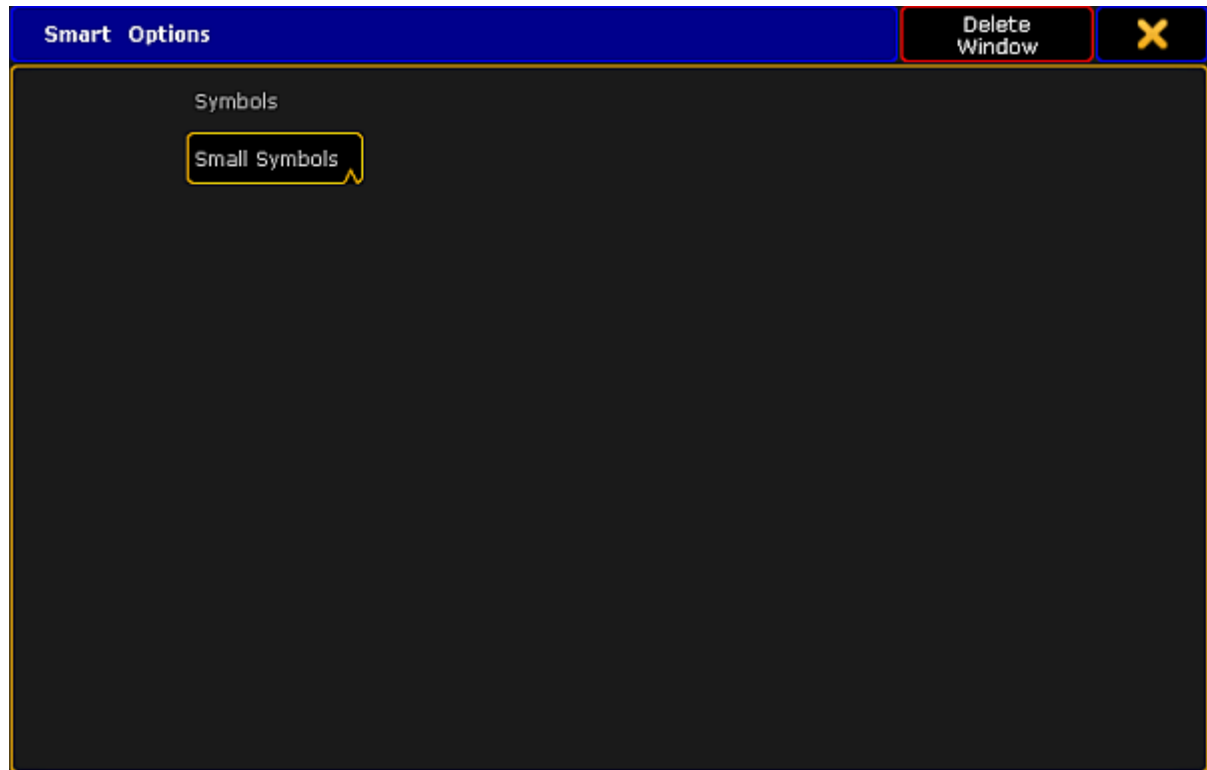 Smart Options
Delete
Window
Symbols
Small Symbols